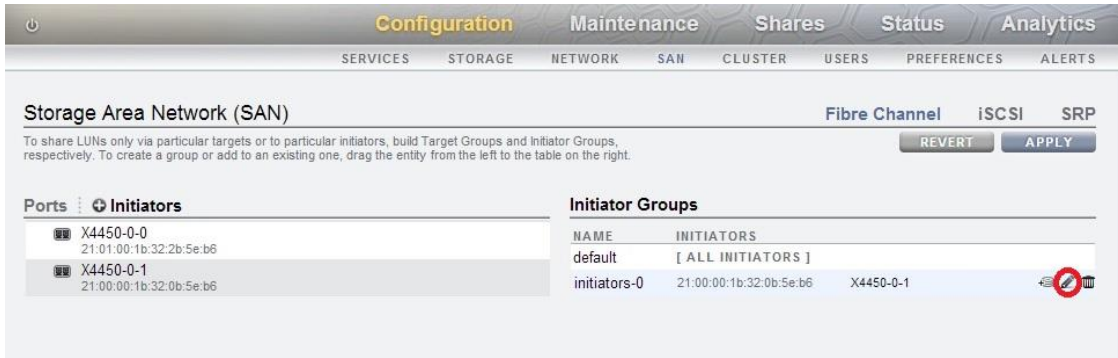 Configuration Maintenance Shares Status Analytics
SERVICES STORAGE NETWORK SAN CLUSTER USERS PREFERENCES ALERTS
Storage Area Network (SAN)
Fibre Channel iSCSI SRP
To share LUNs only via particular targets or to particular initiators, build Target Groups and Initiator Groups,
respectively. To create a group or add to an existing one, drag the entity from the left to the table on the right.
REVERT APPLY
Ports Initiators
X4450-0-0
21:01:00:1b:32:2b:5e:b6
X4450-0-1
21:00:00:1b:32:0b:5e:b6
Initiator Groups
NAME INITIATORS
default [ ALL INITIATORS ]
initiators-0 21:00:00:1b:32:0b:5e:b6 X4450-0-1